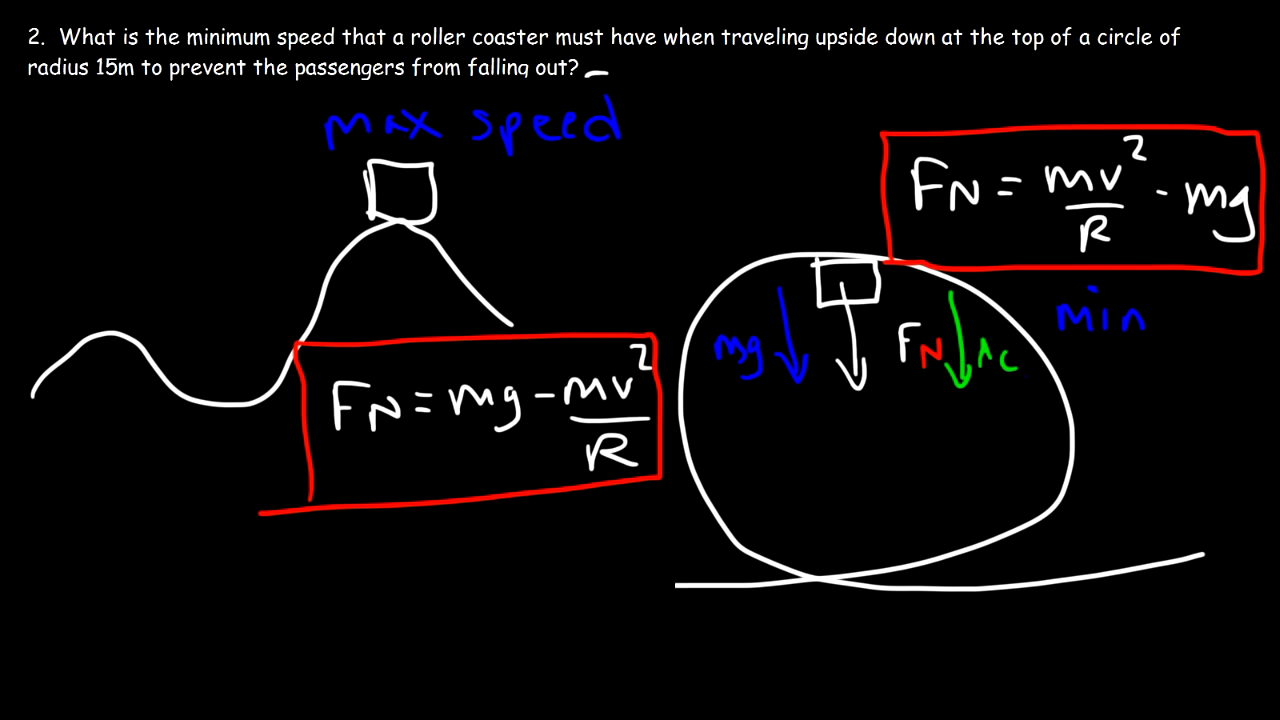 2. What is the minimum speed that a roller coaster must have when traveling upside down at the top of a circle of
radius 15m to prevent the passengers from falling out?
max speed
FN = mv²/R - mg
min
mg
FN
Ac
FN = mg - mv²/R